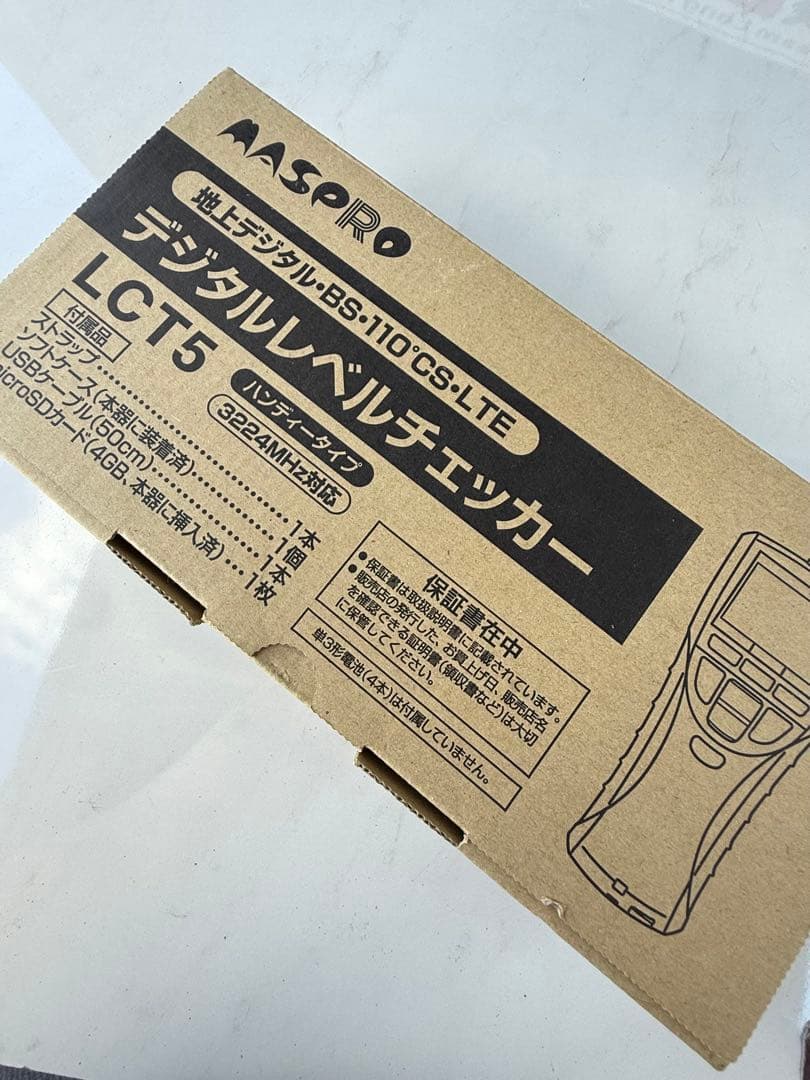 MASPRO
地上デジタル・BS・110°CS・LTE
デジタルレベルチェッカー
LCT5
ハンディータイプ
3224MHz対応
付属品
ストラップ………………………………1本
ソフトケース(本器に装着済)…………1個
USBケーブル(50cm)……………………1本
microSDカード(4GB、本器に挿入済)…1枚
保証書在中
●保証書は取扱説明書に記載されています。
●販売店の発行した、お買上げ日、販売店名
を確認できる証明書(領収書など)は大切
に保管してください。
単3形電池(4本)は付属していません。